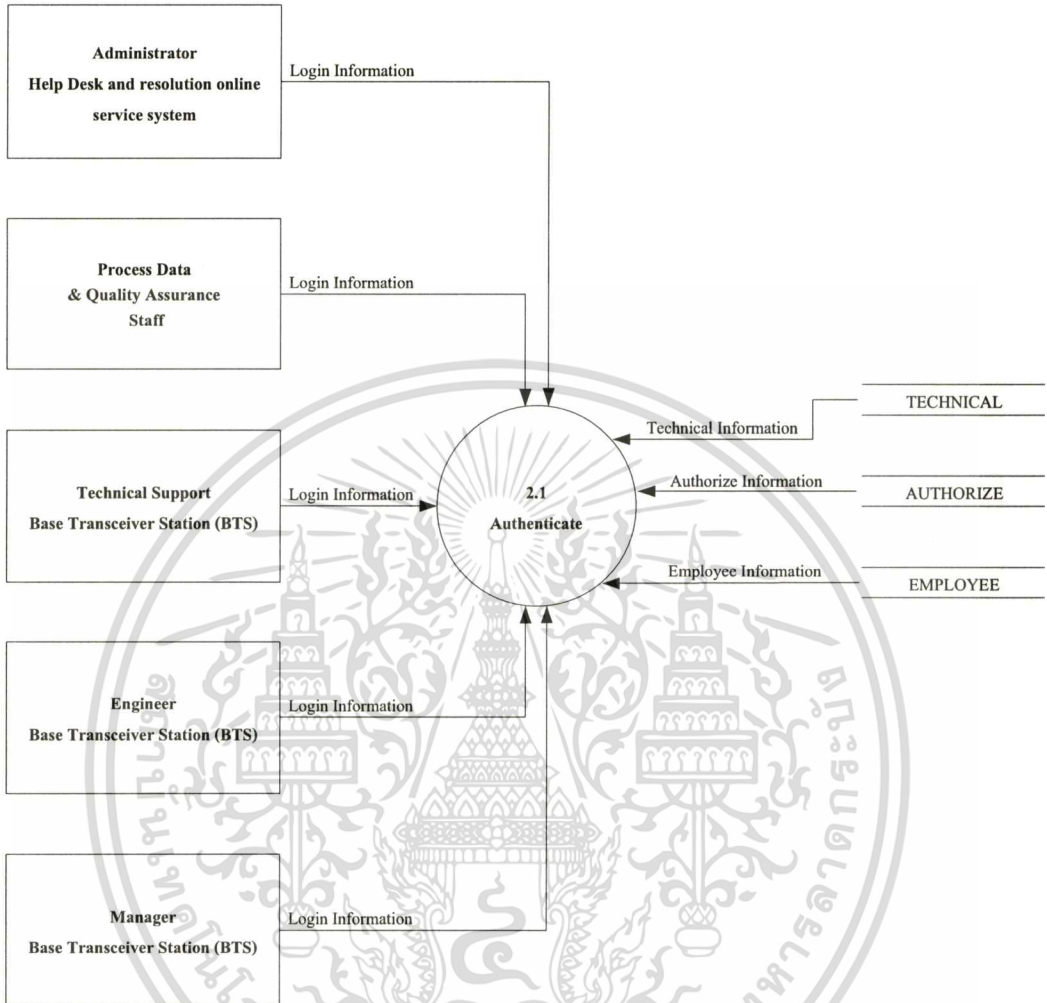 Administrator
Help Desk and resolution online
service system
Login Information
Process Data
& Quality Assurance
Staff
Login Information
Technical Support
Base Transceiver Station (BTS)
Login Information
Engineer
Base Transceiver Station (BTS)
Login Information
Manager
Base Transceiver Station (BTS)
Login Information
2.1
Authenticate
Technical Information
TECHNICAL
Authorize Information
AUTHORIZE
Employee Information
EMPLOYEE